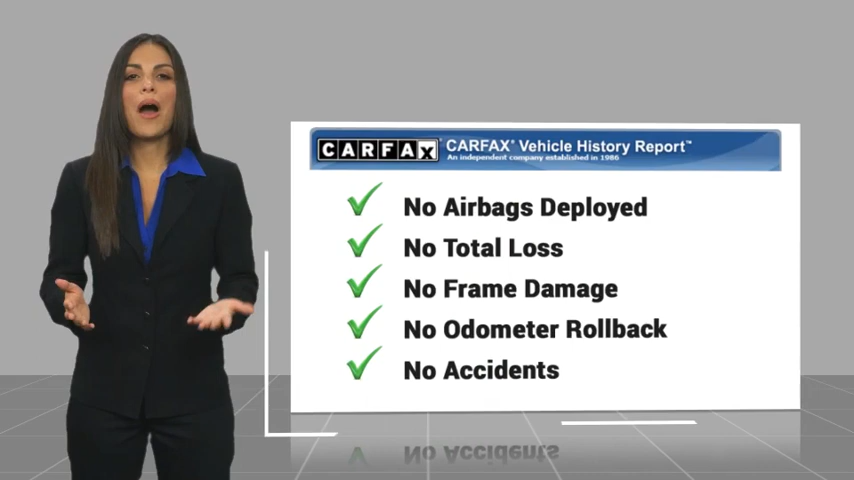 CARFAX
CARFAX® Vehicle History Report™
An independent company established in 1986
No Airbags Deployed
No Total Loss
No Frame Damage
No Odometer Rollback
No Accidents
No Accidents